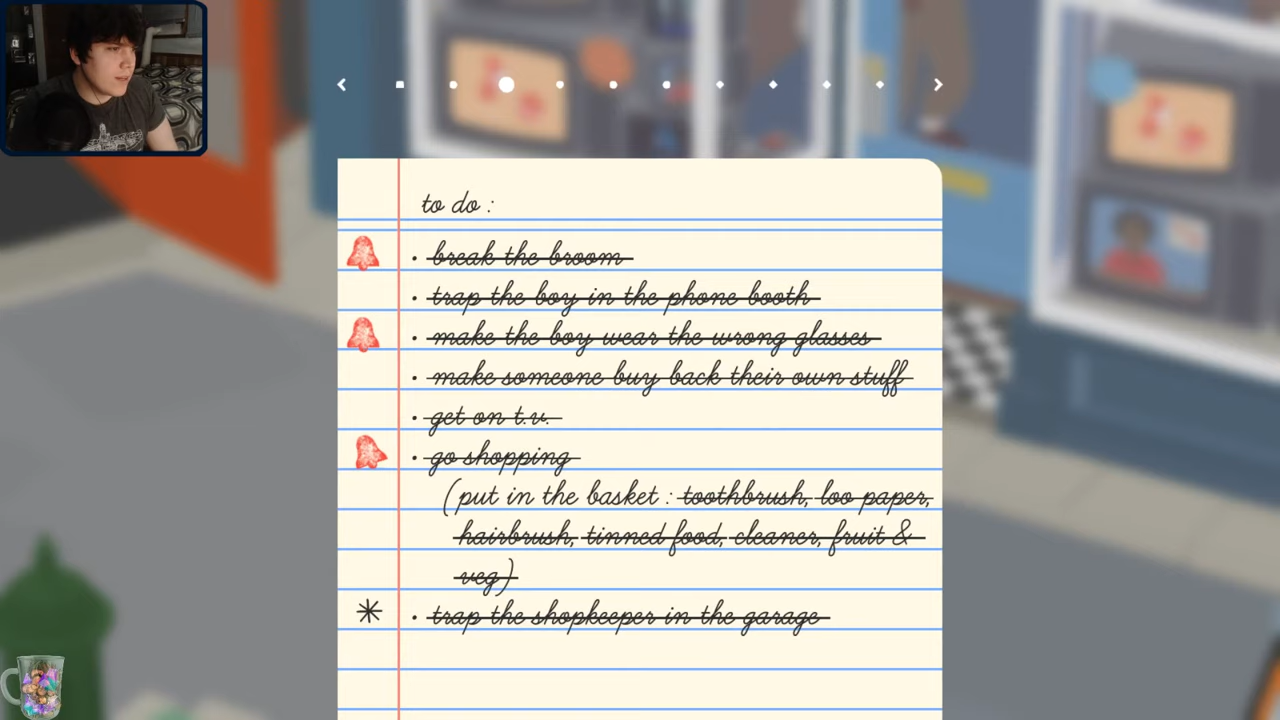 to do :
• break the broom
• trap the boy in the phone booth
• make the boy wear the wrong glasses
• make someone buy back their own stuff
• get on t.v.
• go shopping
(put in the basket : toothbrush, loo paper,
hairbrush, tinned food, cleaner, fruit &
veg)
• trap the shopkeeper in the garage